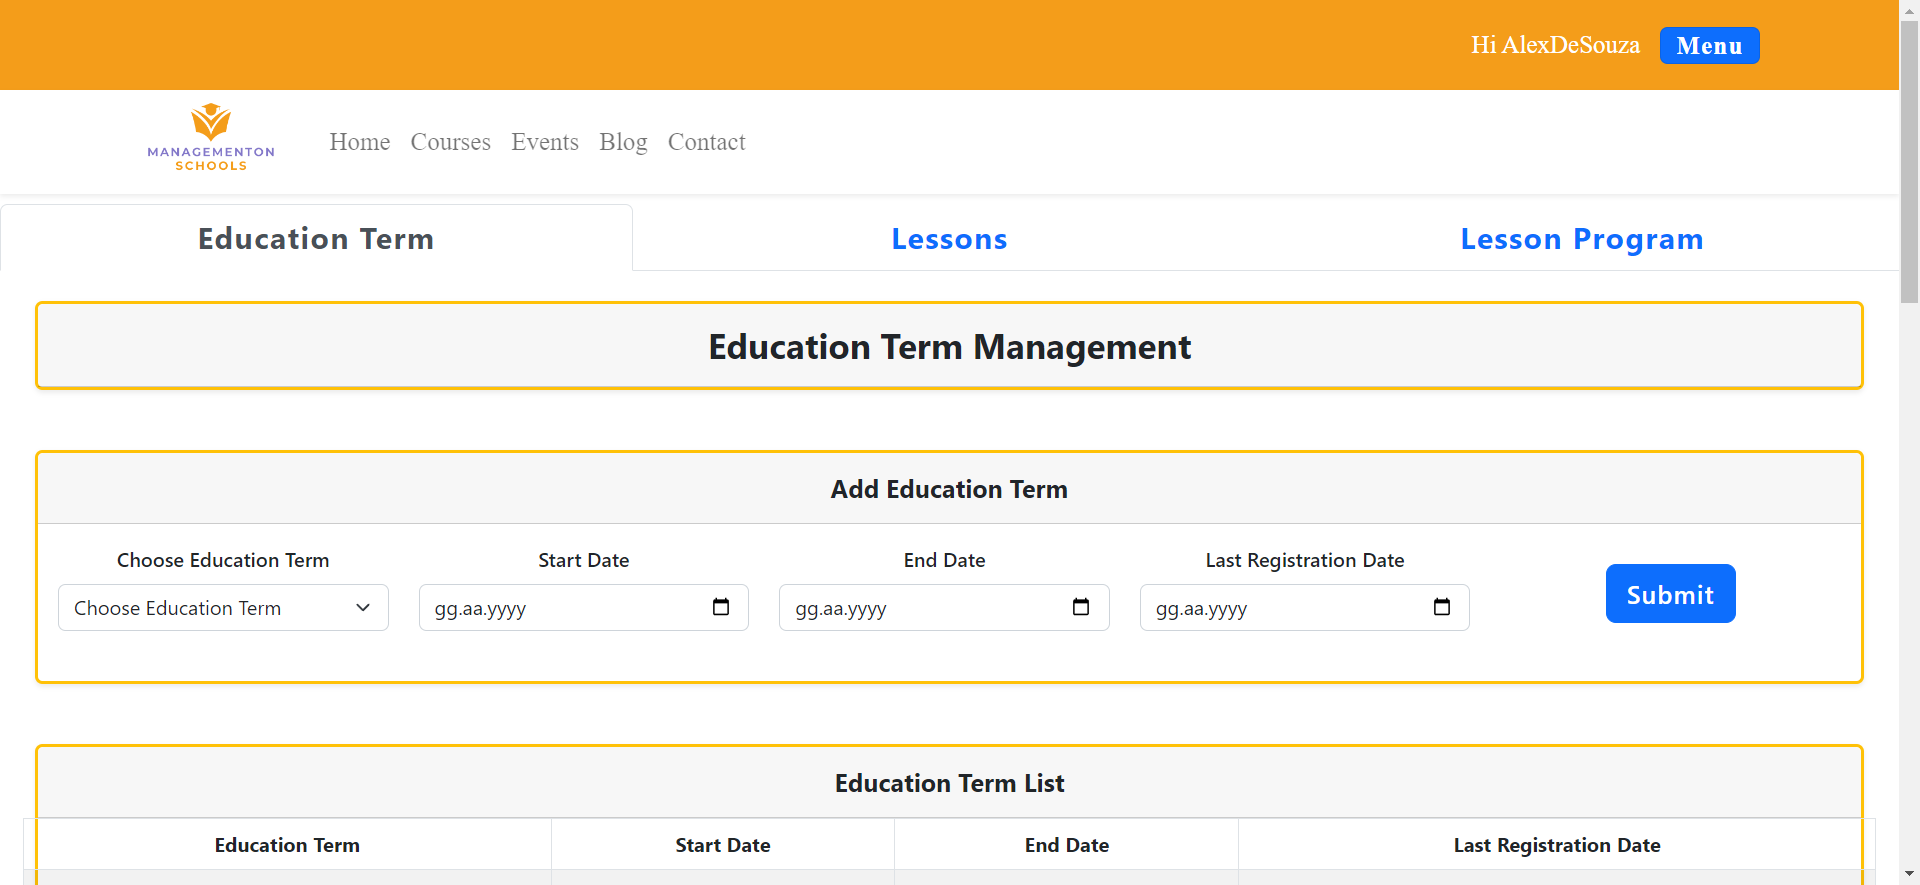 Hi AlexDeSouza Menu
MANAGEMENTON
SCHOOLS
Home Courses Events Blog Contact
Education Term Lessons Lesson Program
Education Term Management
Add Education Term
Choose Education Term Start Date End Date Last Registration Date
Choose Education Term gg.aa.yyyy gg.aa.yyyy gg.aa.yyyy Submit
Education Term List
Education Term Start Date End Date Last Registration Date